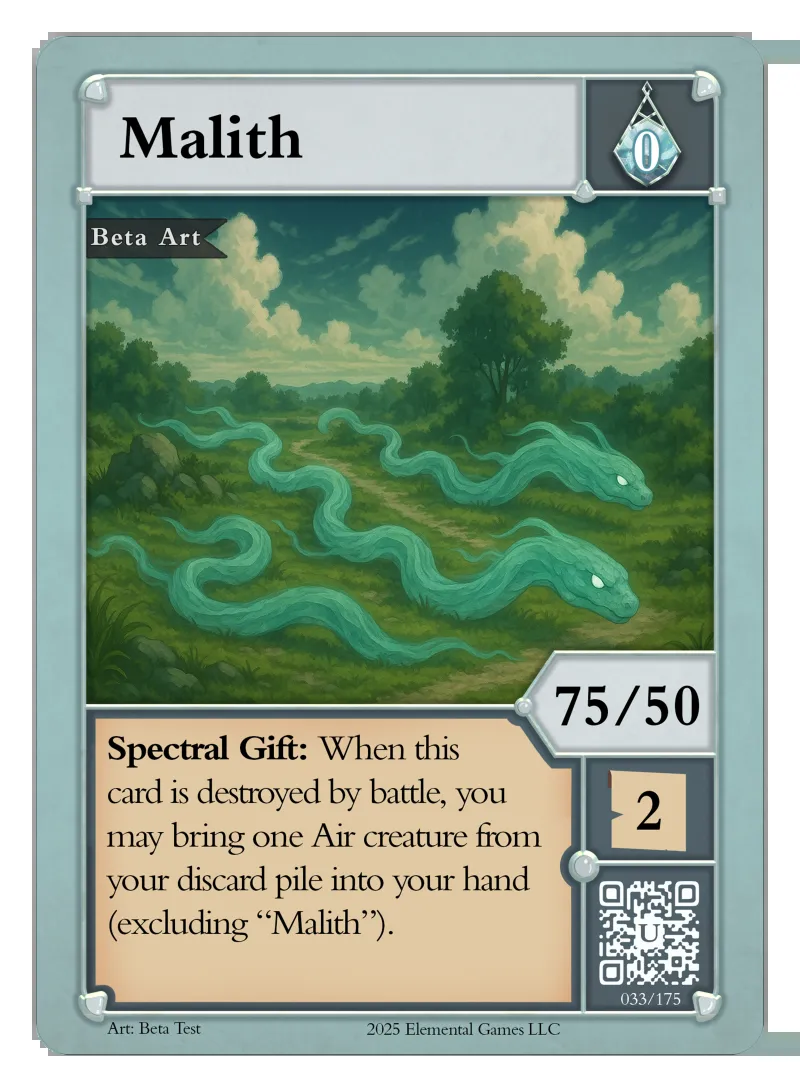 Malith
0
Beta Art
75/50
Spectral Gift: When this
card is destroyed by battle, you
may bring one Air creature from
your discard pile into your hand
(excluding “Malith”).
2
U
033/175
Art: Beta Test
2025 Elemental Games LLC